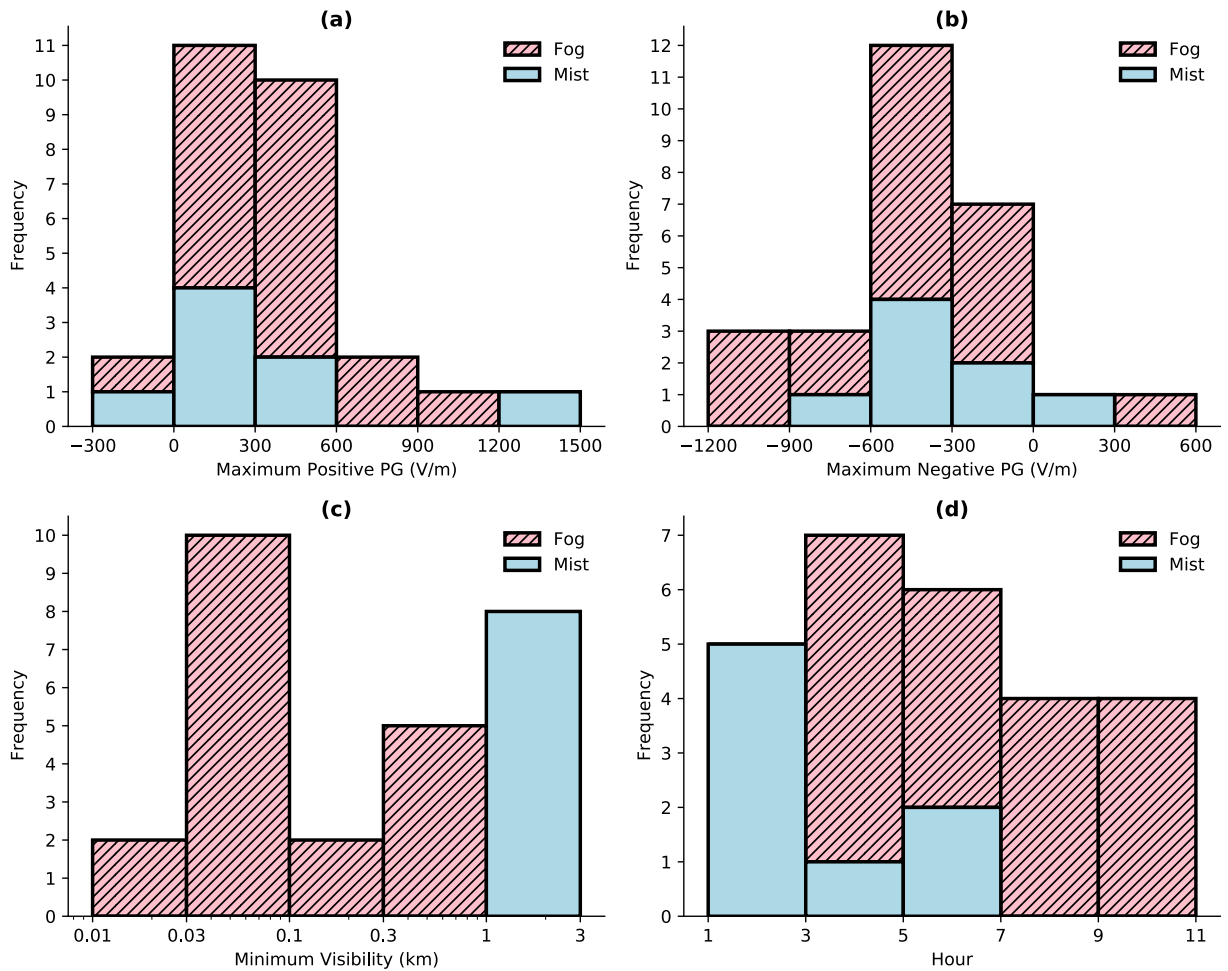 (a)
Fog
Mist
Frequency
0
1
2
3
4
5
6
7
8
9
10
11
−300 0 300 600 900 1200 1500
Maximum Positive PG (V/m)
(b)
Fog
Mist
Frequency
0
1
2
3
4
5
6
7
8
9
10
11
12
−1200 −900 −600 −300 0 300 600
Maximum Negative PG (V/m)
(c)
Fog
Mist
Frequency
0
1
2
3
4
5
6
7
8
9
10
0.01 0.03 0.1 0.3 1 3
Minimum Visibility (km)
(d)
Fog
Mist
Frequency
0
1
2
3
4
5
6
7
1 3 5 7 9 11
Hour